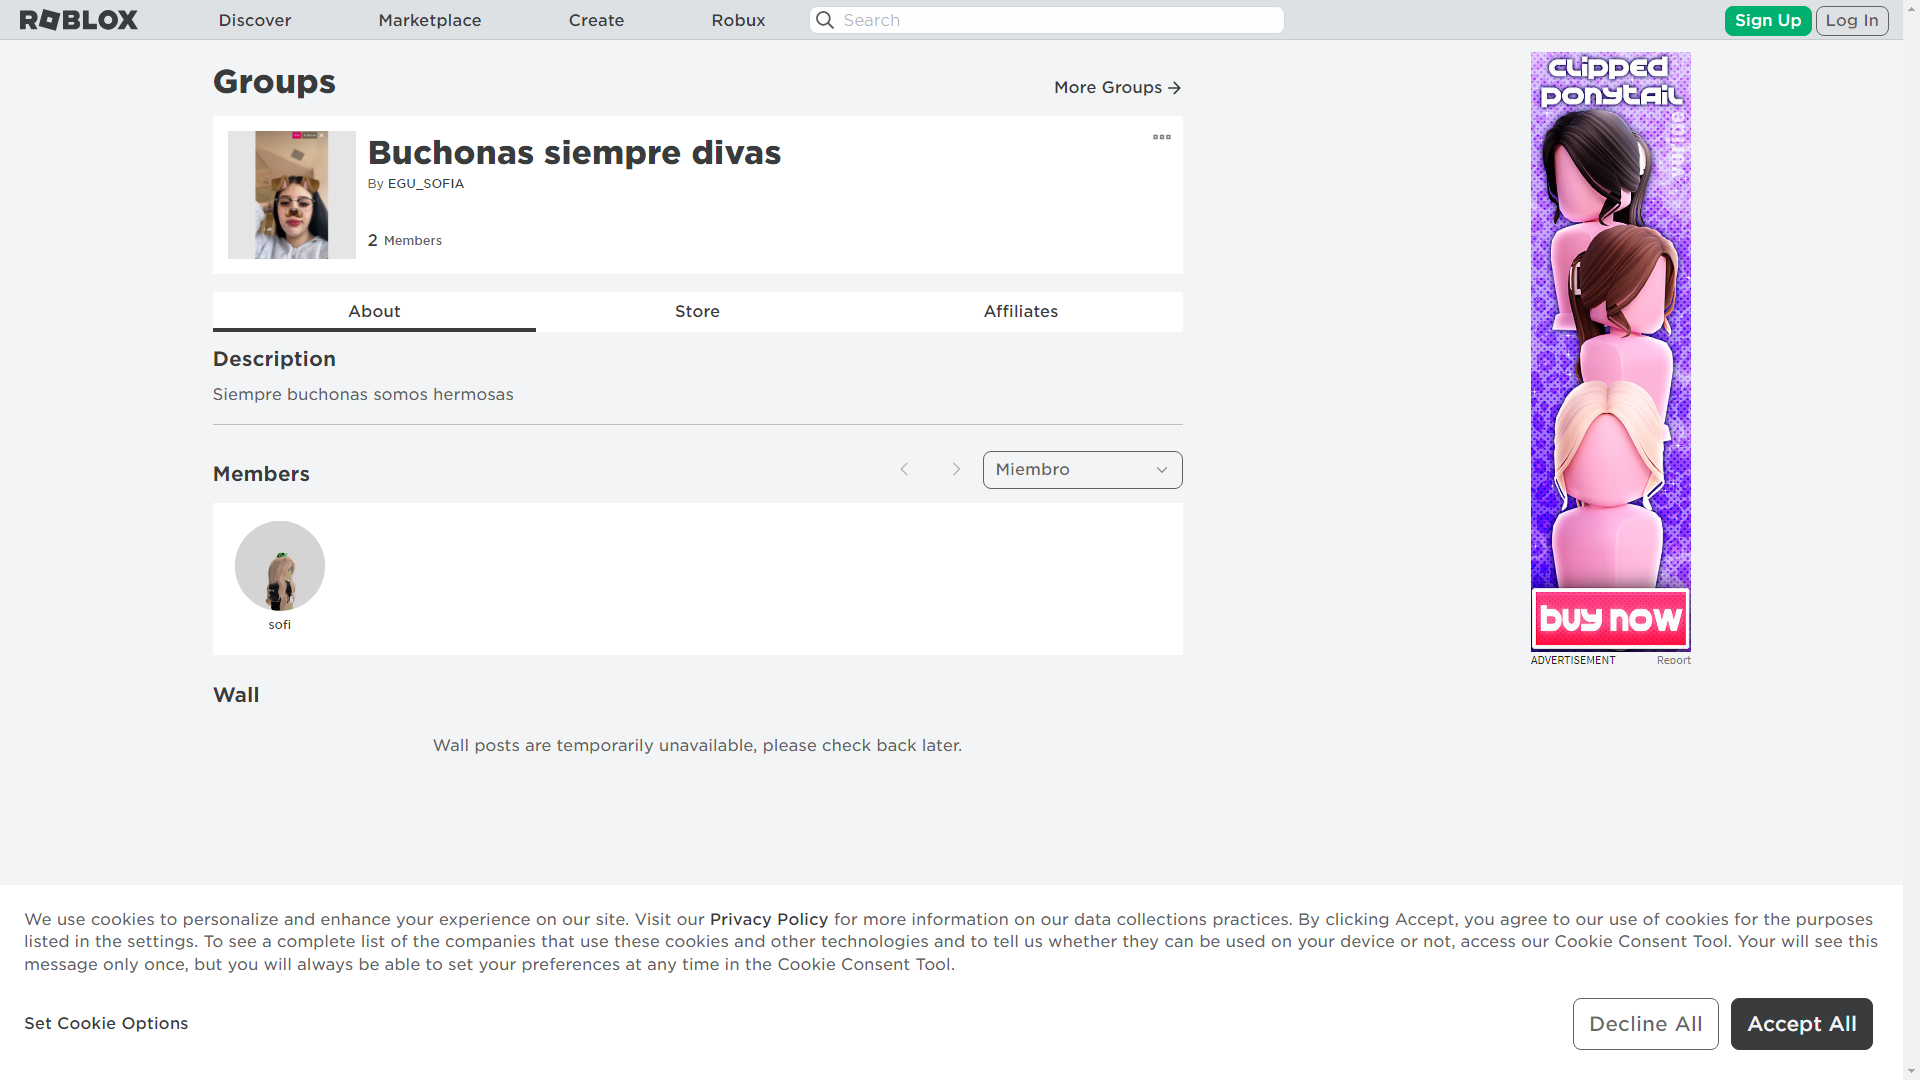 ROBLOX
Discover
Marketplace
Create
Robux
Search
Sign Up
Log In
Groups
More Groups
Buchonas siempre divas
By EGU_SOFIA
2 Members
About
Store
Affiliates
Description
Siempre buchonas somos hermosas
Members
Miembro
sofi
Wall
Wall posts are temporarily unavailable, please check back later.
CLIPPED
PONYTAIL
BUY NOW
ADVERTISEMENT
Report
We use cookies to personalize and enhance your experience on our site. Visit our Privacy Policy for more information on our data collections practices. By clicking Accept, you agree to our use of cookies for the purposes
listed in the settings. To see a complete list of the companies that use these cookies and other technologies and to tell us whether they can be used on your device or not, access our Cookie Consent Tool. Your will see this
message only once, but you will always be able to set your preferences at any time in the Cookie Consent Tool.
Set Cookie Options
Decline All
Accept All